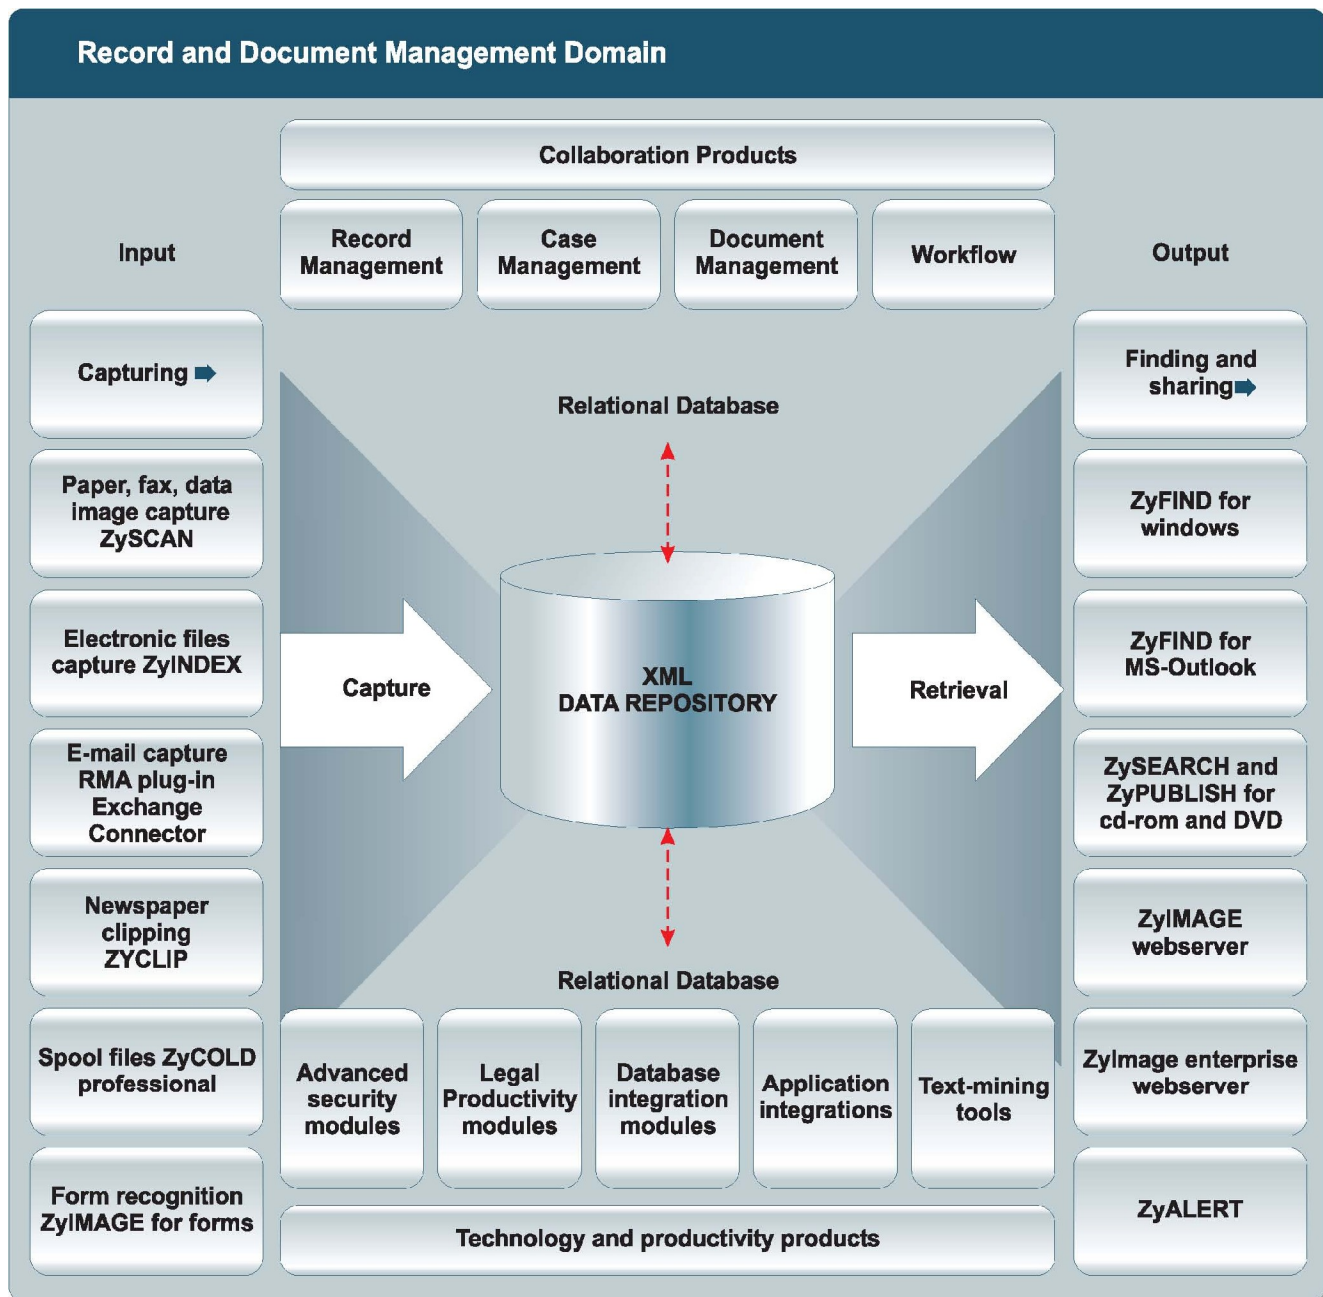 Record and Document Management Domain
Collaboration Products
Input
Record
Management
Case
Management
Document
Management
Workflow
Output
Capturing
Paper, fax, data
image capture
ZySCAN
Electronic files
capture ZyINDEX
E-mail capture
RMA plug-in
Exchange
Connector
Newspaper
clipping
ZYCLIP
Spool files ZyCOLD
professional
Form recognition
ZyIMAGE for forms
Relational Database
Capture
XML
DATA REPOSITORY
Retrieval
Relational Database
Advanced
security
modules
Legal
Productivity
modules
Database
integration
modules
Application
integrations
Text-mining
tools
Technology and productivity products
Finding and
sharing
ZyFIND for
windows
ZyFIND for
MS-Outlook
ZySEARCH and
ZyPUBLISH for
cd-rom and DVD
ZyIMAGE
webserver
ZyImage enterprise
webserver
ZyALERT